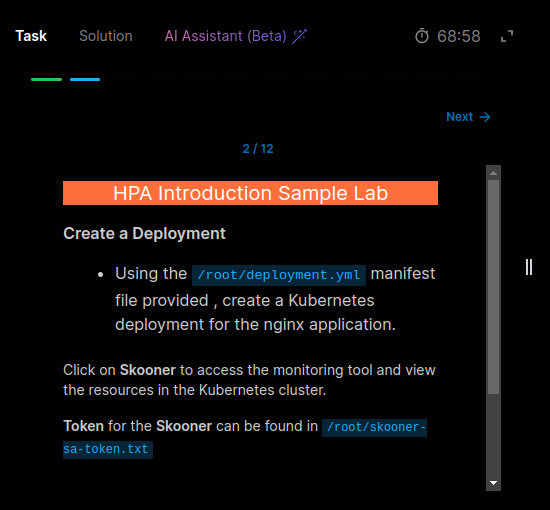 Task Solution AI Assistant (Beta) 68:58
Next
2 / 12
HPA Introduction Sample Lab
Create a Deployment
Using the /root/deployment.yml manifest
file provided , create a Kubernetes
deployment for the nginx application.
Click on Skooner to access the monitoring tool and view
the resources in the Kubernetes cluster.
Token for the Skooner can be found in /root/skooner-
sa-token.txt